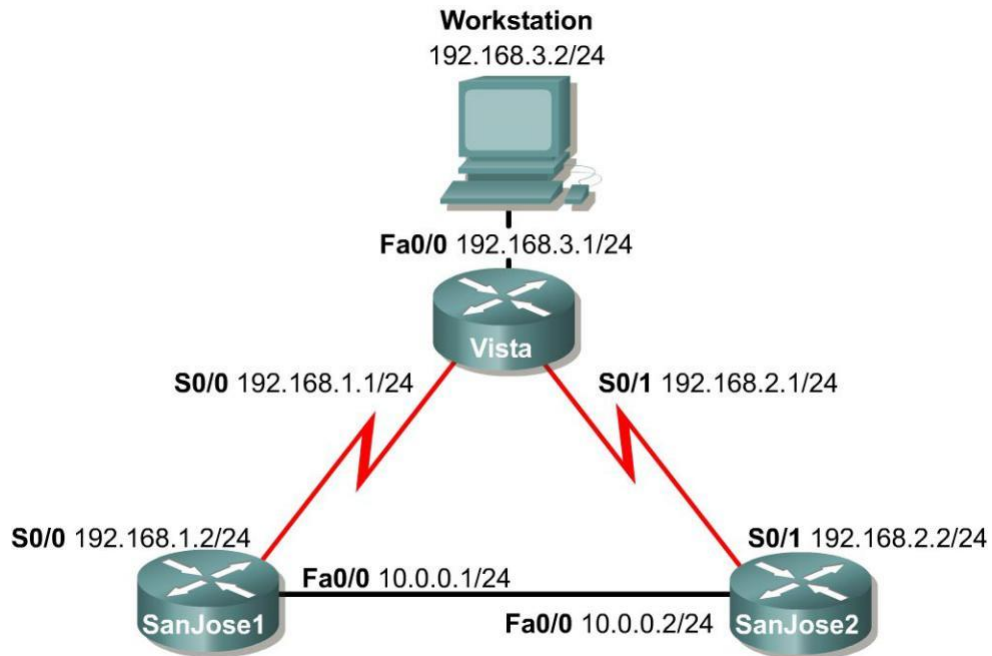 Workstation
192.168.3.2/24
Fa0/0 192.168.3.1/24
Vista
S0/0 192.168.1.1/24
S0/1 192.168.2.1/24
S0/0 192.168.1.2/24
S0/1 192.168.2.2/24
Fa0/0 10.0.0.1/24
SanJose1
Fa0/0 10.0.0.2/24
SanJose2